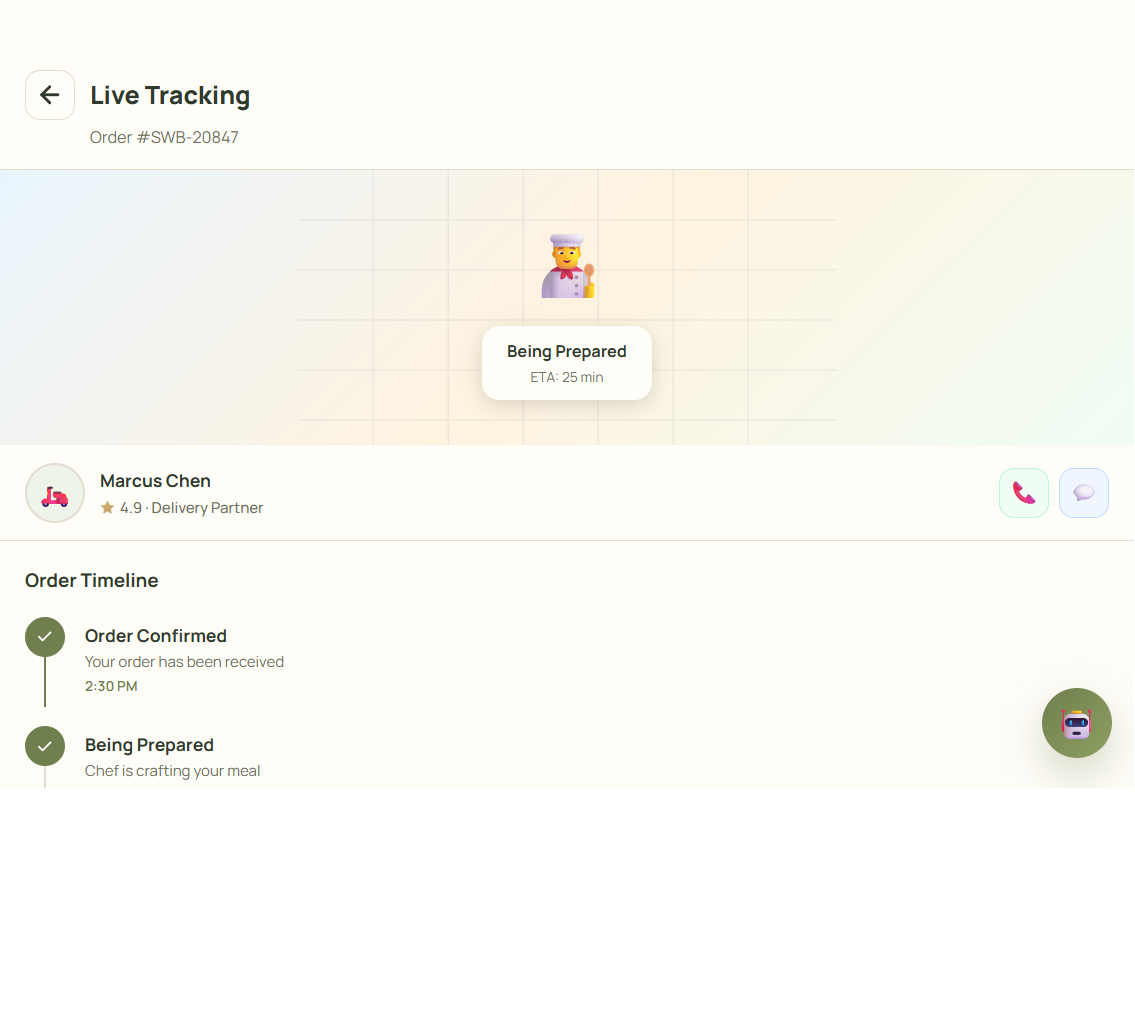 Live Tracking
Order #SWB-20847
Being Prepared
ETA: 25 min
Marcus Chen
4.9 · Delivery Partner
Order Timeline
Order Confirmed
Your order has been received
2:30 PM
Being Prepared
Chef is crafting your meal